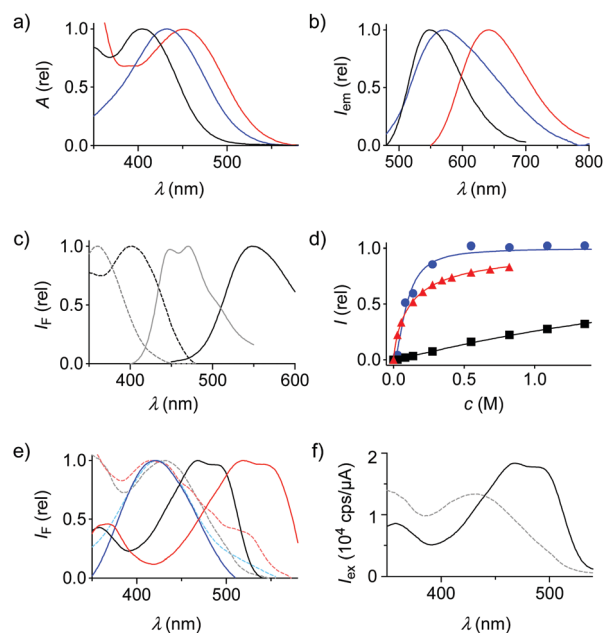 a)
A (rel)
1.0
0.5
0.0
400 500
λ (nm)
b)
I_em (rel)
1.0
0.5
0.0
500 600 700 800
λ (nm)
c)
I_F (rel)
1.0
0.5
0.0
400 500 600
λ (nm)
d)
I (rel)
1.0
0.5
0.0
0.0 0.5 1.0
c (M)
e)
I_F (rel)
1.0
0.5
0.0
400 450 500 550
λ (nm)
f)
I_ex (10⁴ cps/μA)
2
1
0
400 450 500
λ (nm)